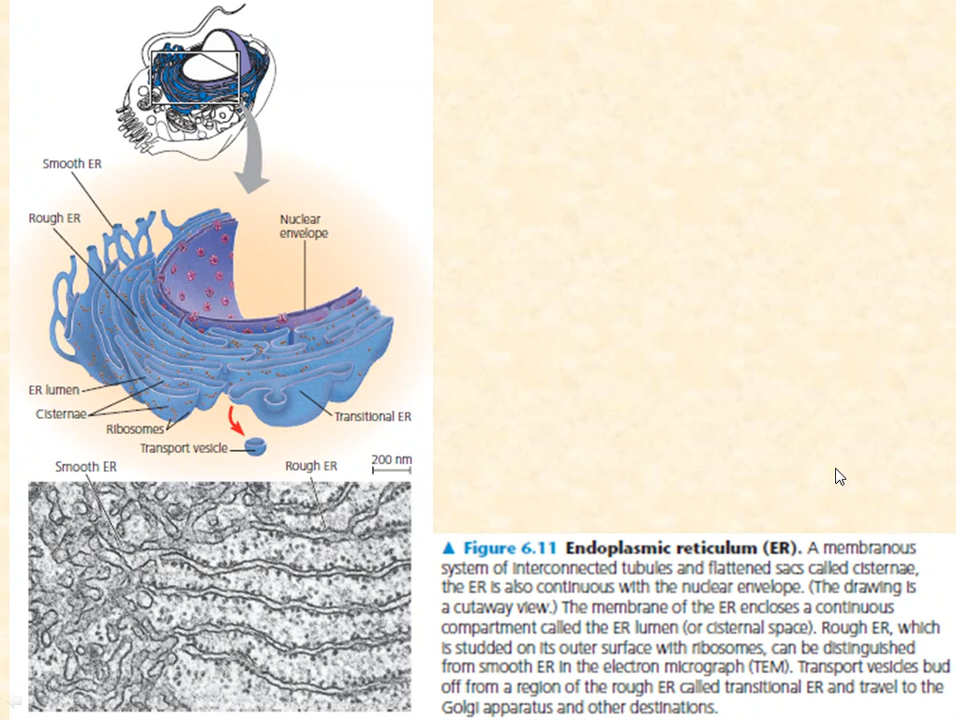 Smooth ER
Rough ER
Nuclear
envelope
ER lumen
Cisternae
Ribosomes
Transitional ER
Transport vesicle
Smooth ER
Rough ER
200 nm
▲ Figure 6.11 Endoplasmic reticulum (ER). A membranous
system of interconnected tubules and flattened sacs called cisternae,
the ER is also continuous with the nuclear envelope. (The drawing is
a cutaway view.) The membrane of the ER encloses a continuous
compartment called the ER lumen (or cisternal space). Rough ER, which
is studded on its outer surface with ribosomes, can be distinguished
from smooth ER in the electron micrograph (TEM). Transport vesicles bud
off from a region of the rough ER called transitional ER and travel to the
Golgi apparatus and other destinations.